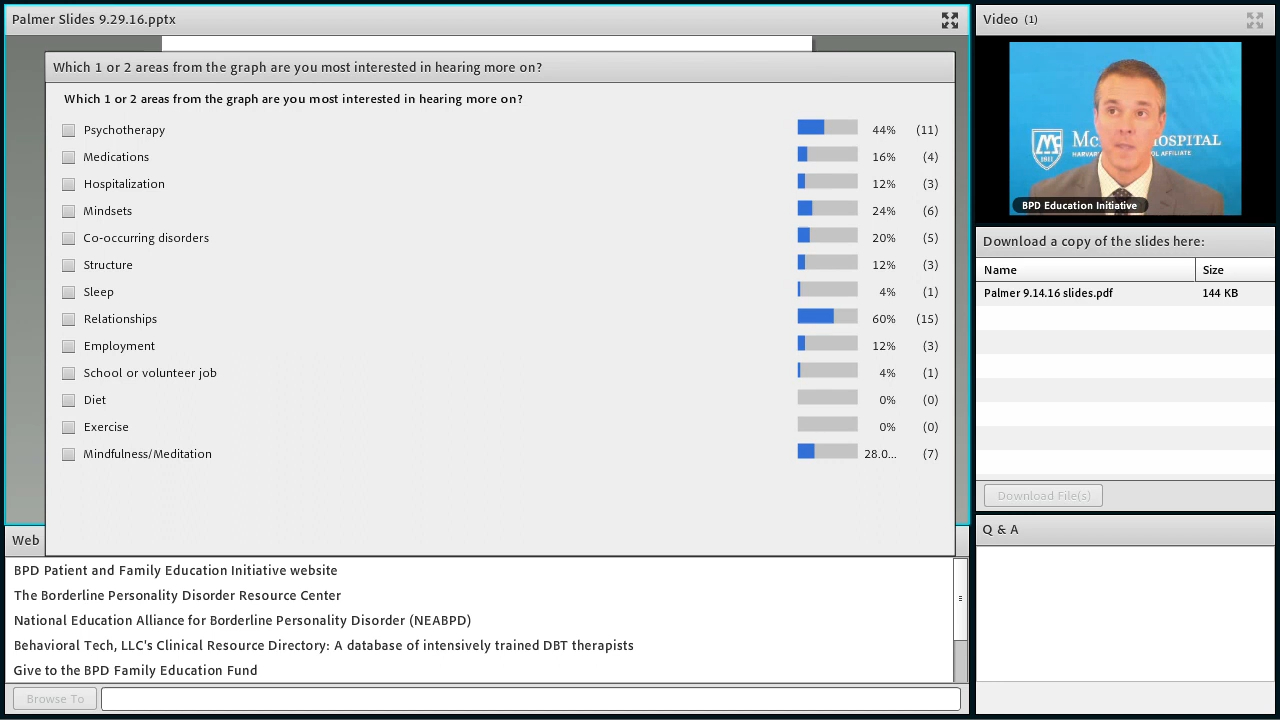 Palmer Slides 9.29.16.pptx
Which 1 or 2 areas from the graph are you most interested in hearing more on?
Which 1 or 2 areas from the graph are you most interested in hearing more on?
Psychotherapy 44% (11)
Medications 16% (4)
Hospitalization 12% (3)
Mindsets 24% (6)
Co-occurring disorders 20% (5)
Structure 12% (3)
Sleep 4% (1)
Relationships 60% (15)
Employment 12% (3)
School or volunteer job 4% (1)
Diet 0% (0)
Exercise 0% (0)
Mindfulness/Meditation 28.0... (7)
Web
BPD Patient and Family Education Initiative website
The Borderline Personality Disorder Resource Center
National Education Alliance for Borderline Personality Disorder (NEABPD)
Behavioral Tech, LLC's Clinical Resource Directory: A database of intensively trained DBT therapists
Give to the BPD Family Education Fund
Browse To
Video (1)
HOSPITAL
AFFILIATE
1811
BPD Education Initiative
Download a copy of the slides here:
Name Size
Palmer 9.14.16 slides.pdf 144 KB
Download File(s)
Q & A